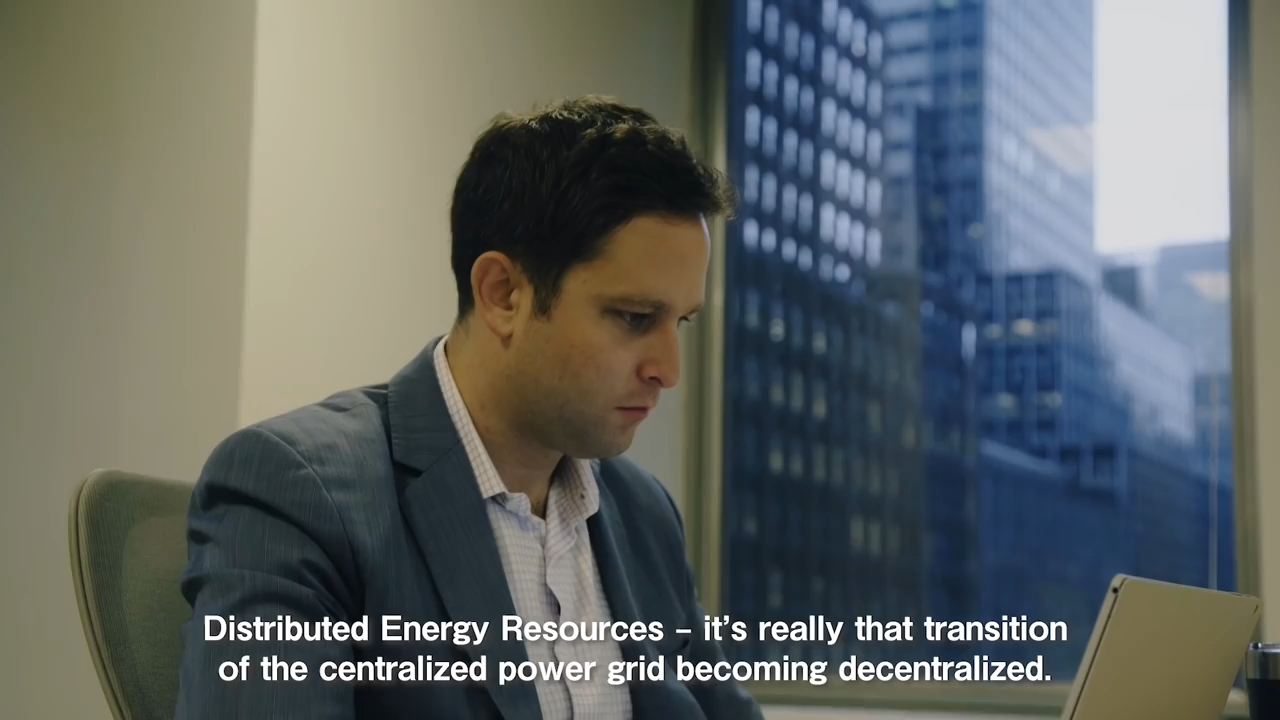 Distributed Energy Resources – it’s really that transition
of the centralized power grid becoming decentralized.